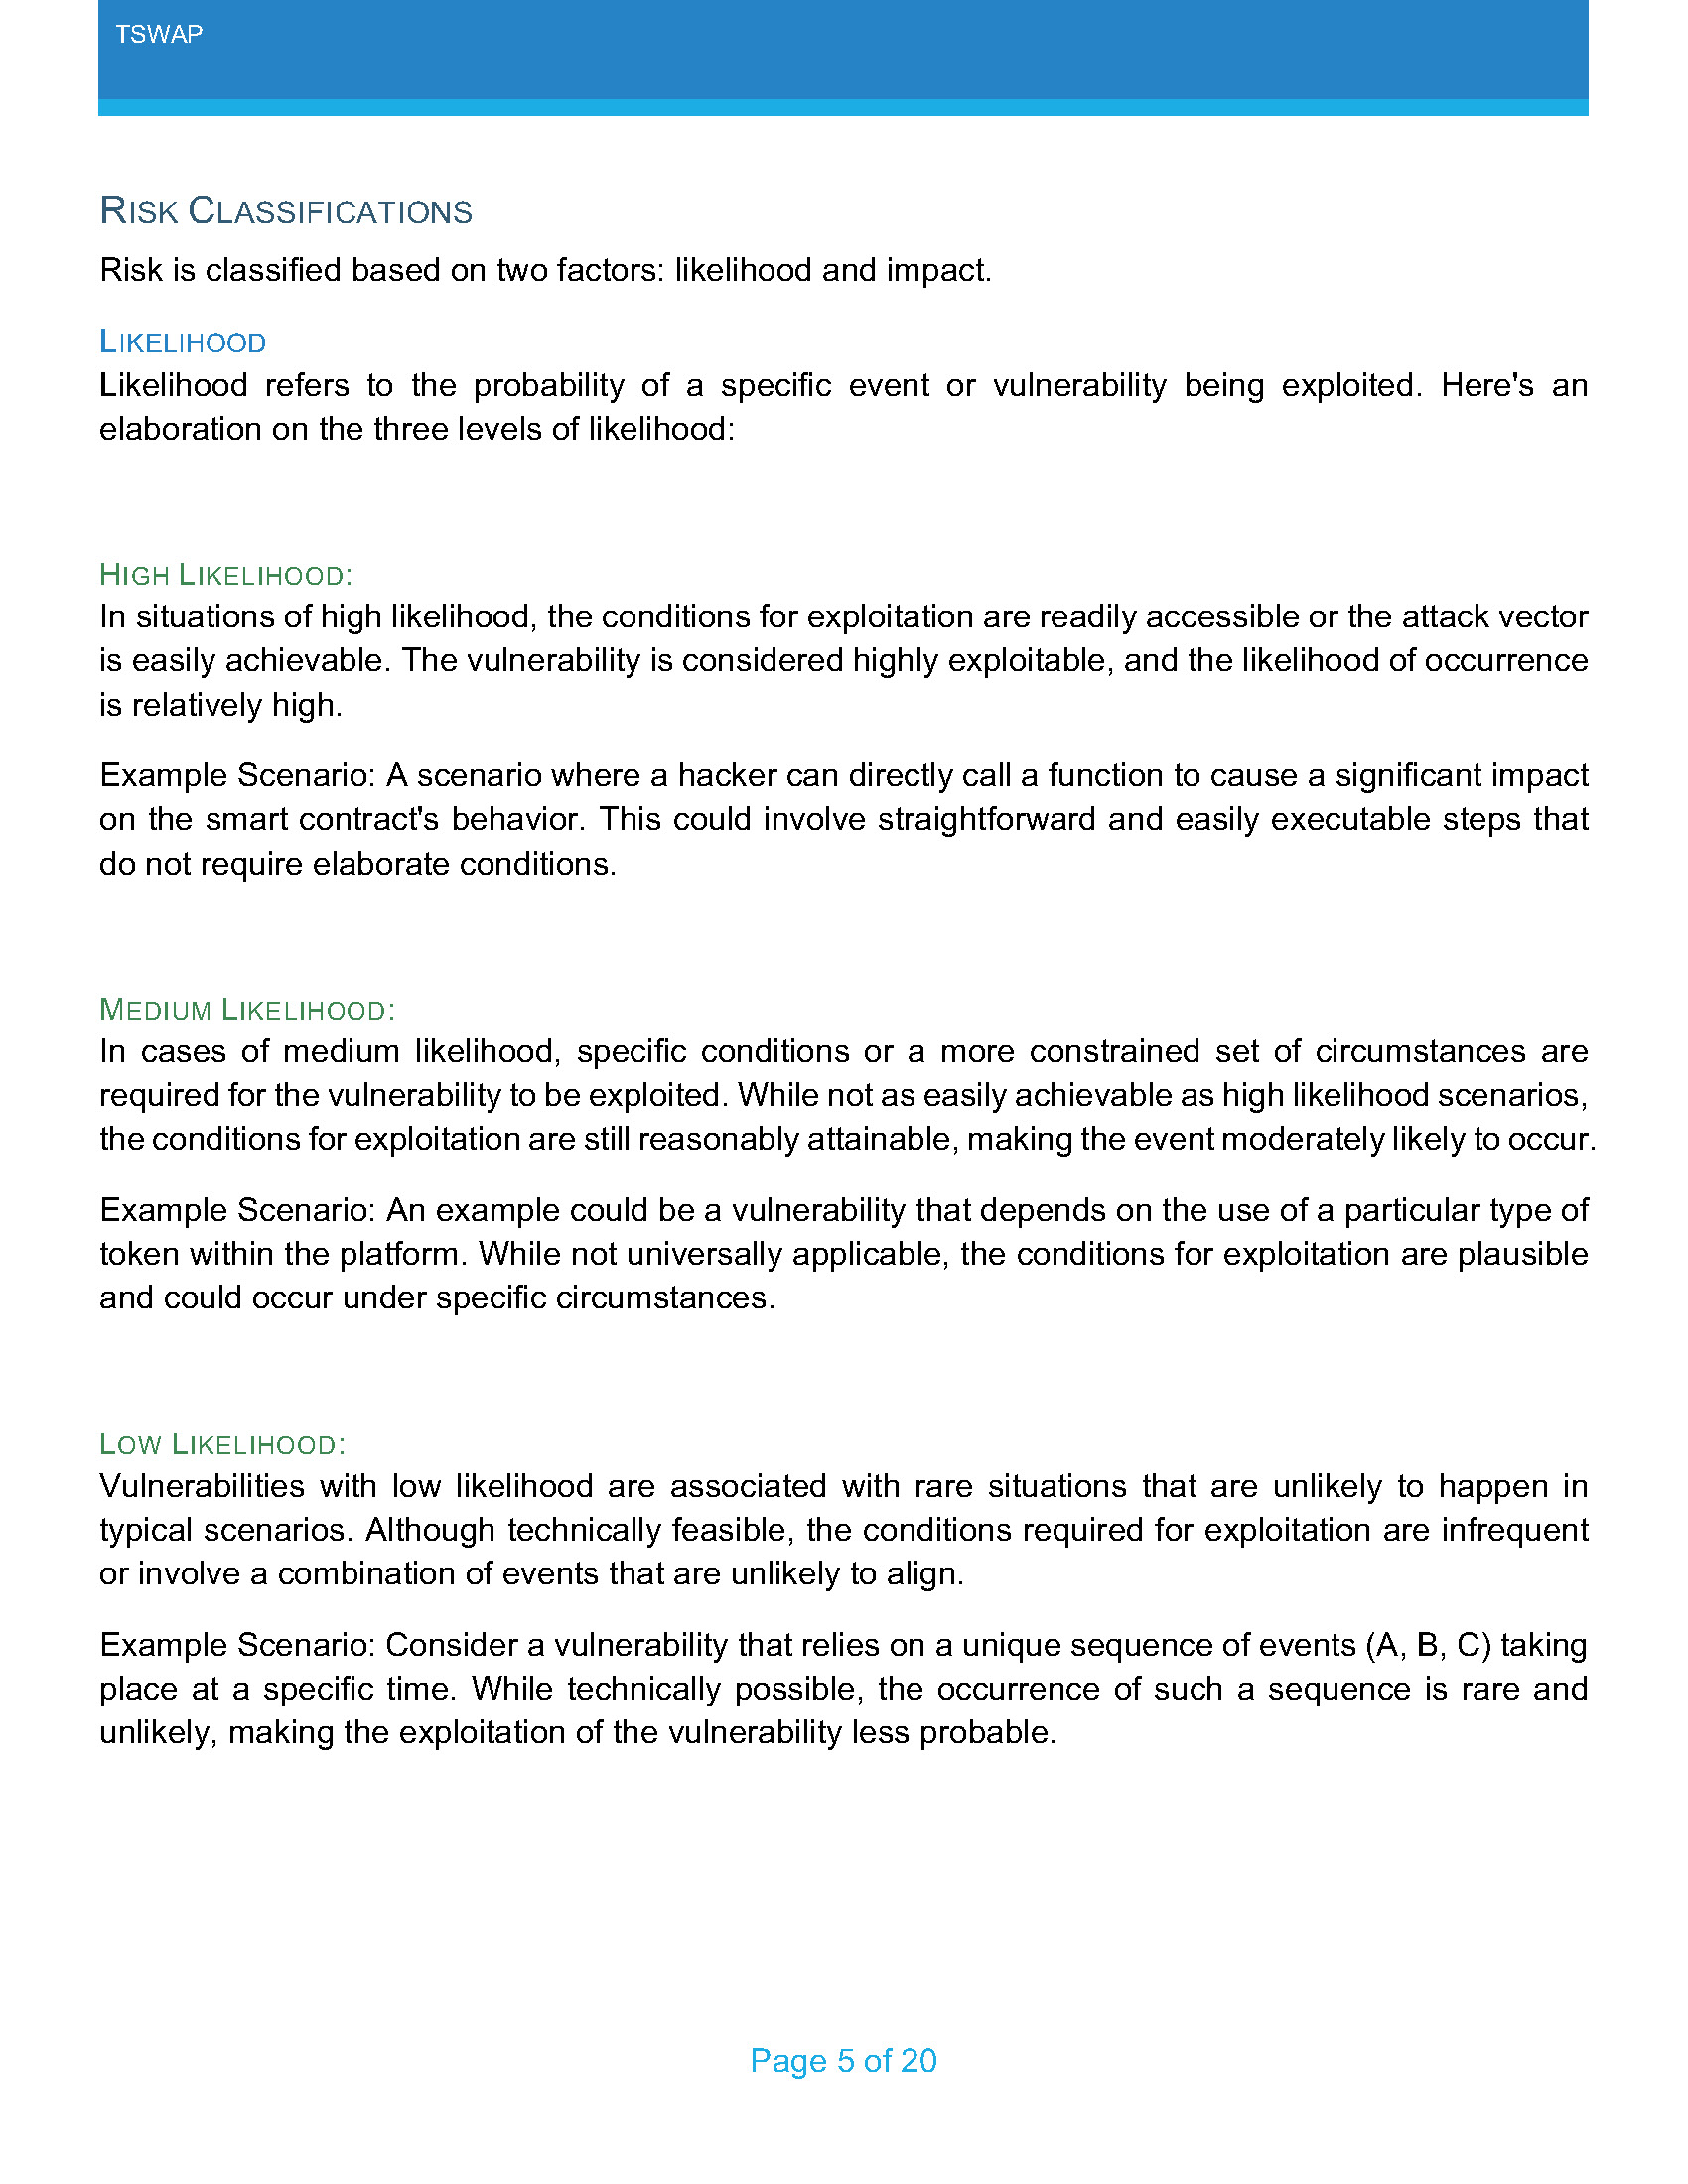 TSWAP
RISK CLASSIFICATIONS
Risk is classified based on two factors: likelihood and impact.
LIKELIHOOD
Likelihood refers to the probability of a specific event or vulnerability being exploited. Here's an
elaboration on the three levels of likelihood:
HIGH LIKELIHOOD:
In situations of high likelihood, the conditions for exploitation are readily accessible or the attack vector
is easily achievable. The vulnerability is considered highly exploitable, and the likelihood of occurrence
is relatively high.
Example Scenario: A scenario where a hacker can directly call a function to cause a significant impact
on the smart contract's behavior. This could involve straightforward and easily executable steps that
do not require elaborate conditions.
MEDIUM LIKELIHOOD:
In cases of medium likelihood, specific conditions or a more constrained set of circumstances are
required for the vulnerability to be exploited. While not as easily achievable as high likelihood scenarios,
the conditions for exploitation are still reasonably attainable, making the event moderately likely to occur.
Example Scenario: An example could be a vulnerability that depends on the use of a particular type of
token within the platform. While not universally applicable, the conditions for exploitation are plausible
and could occur under specific circumstances.
LOW LIKELIHOOD:
Vulnerabilities with low likelihood are associated with rare situations that are unlikely to happen in
typical scenarios. Although technically feasible, the conditions required for exploitation are infrequent
or involve a combination of events that are unlikely to align.
Example Scenario: Consider a vulnerability that relies on a unique sequence of events (A, B, C) taking
place at a specific time. While technically possible, the occurrence of such a sequence is rare and
unlikely, making the exploitation of the vulnerability less probable.
Page 5 of 20